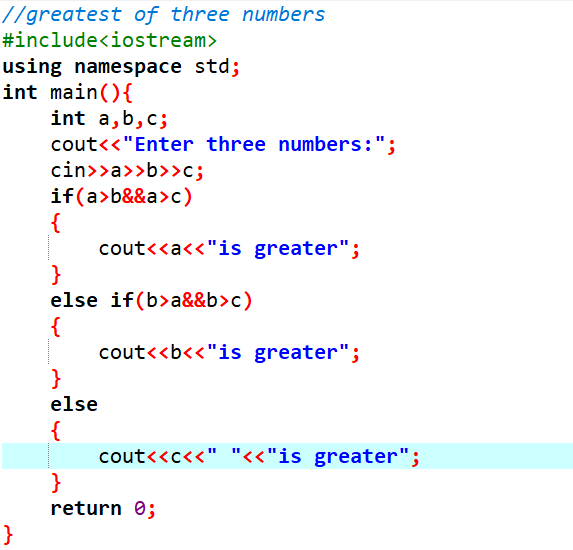 //greatest of three numbers
#include<iostream>
using namespace std;
int main(){
    int a,b,c;
    cout<<"Enter three numbers:";
    cin>>a>>b>>c;
    if(a>b&&a>c)
    {
        cout<<a<<"is greater";
    }
    else if(b>a&&b>c)
    {
        cout<<b<<"is greater";
    }
    else
    {
        cout<<c<<" "<<"is greater";
    }
    return 0;
}